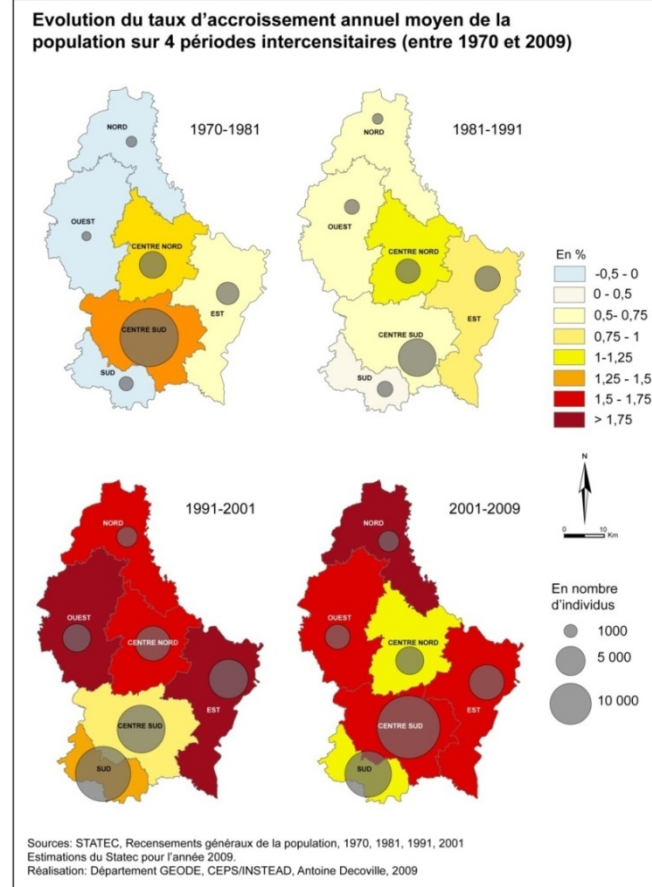 Evolution du taux d’accroissement annuel moyen de la
population sur 4 périodes intercensitaires (entre 1970 et 2009)
1970-1981
NORD
OUEST
CENTRE NORD
EST
CENTRE SUD
SUD
1981-1991
NORD
OUEST
CENTRE NORD
EST
CENTRE SUD
SUD
En %
-0,5 - 0
0 - 0,5
0,5- 0,75
0,75 - 1
1-1,25
1,25 - 1,5
1,5 - 1,75
> 1,75
1991-2001
NORD
OUEST
CENTRE NORD
EST
CENTRE SUD
SUD
2001-2009
NORD
OUEST
CENTRE NORD
EST
CENTRE SUD
SUD
N
0 10
Km
En nombre
d’individus
1000
5 000
10 000
Sources: STATEC, Recensements généraux de la population, 1970, 1981, 1991, 2001
Estimations du Statec pour l’année 2009.
Réalisation: Département GEODE, CEPS/INSTEAD, Antoine Decoville, 2009